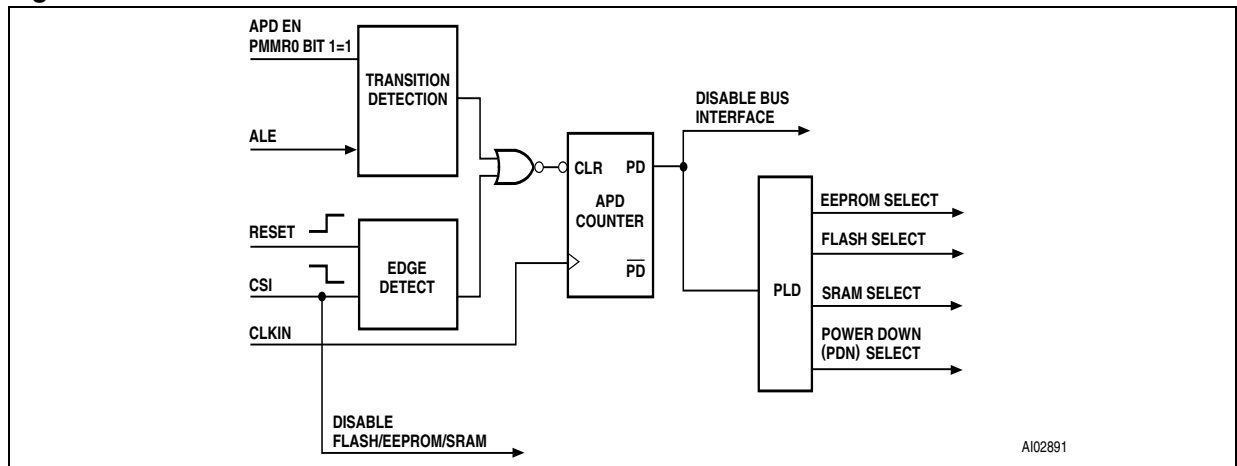 APD EN
PMMR0 BIT 1=1
TRANSITION
DETECTION
ALE
DISABLE BUS
INTERFACE
CLR PD
APD
COUNTER
PD
RESET
EDGE
DETECT
CSI
CLKIN
PLD
EEPROM SELECT
FLASH SELECT
SRAM SELECT
POWER DOWN
(PDN) SELECT
DISABLE
FLASH/EEPROM/SRAM
AI02891